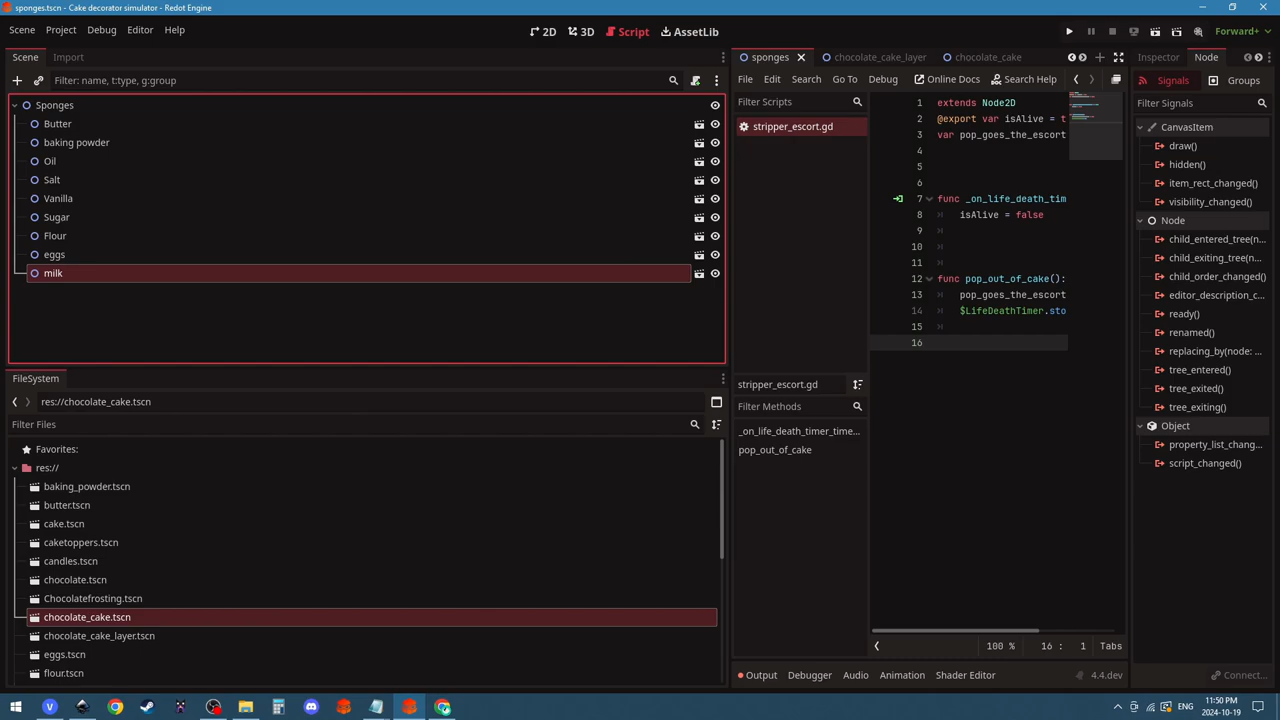 sponges.tscn - Cake decorator simulator - Redot Engine
Scene Project Debug Editor Help
2D 3D Script AssetLib
Forward+
Scene Import
Filter: name, t:type, g:group
Sponges
Butter
baking powder
Oil
Salt
Vanilla
Sugar
Flour
eggs
milk
FileSystem
res://chocolate_cake.tscn
Filter Files
Favorites:
res://
baking_powder.tscn
butter.tscn
cake.tscn
caketoppers.tscn
candles.tscn
chocolate.tscn
Chocolatefrosting.tscn
chocolate_cake.tscn
chocolate_cake_layer.tscn
eggs.tscn
flour.tscn
sponges chocolate_cake_layer chocolate_cake
File Edit Search Go To Debug Online Docs Search Help
Filter Scripts
stripper_escort.gd
stripper_escort.gd
Filter Methods
_on_life_death_timer_time...
pop_out_of_cake
1 extends Node2D
2 @export var isAlive = t
3 var pop_goes_the_escort
4
5
6
7 func _on_life_death_tim
8 isAlive = false
9
10
11
12 func pop_out_of_cake():
13 pop_goes_the_escort
14 $LifeDeathTimer.sto
15
16
100 % 16 : 1 Tabs
Output Debugger Audio Animation Shader Editor 4.4.dev
Inspector Node
Signals Groups
Filter Signals
CanvasItem
draw()
hidden()
item_rect_changed()
visibility_changed()
Node
child_entered_tree(n...
child_exiting_tree(n...
child_order_changed()
editor_description_c...
ready()
renamed()
replacing_by(node: ...
tree_entered()
tree_exited()
tree_exiting()
Object
property_list_chang...
script_changed()
Connect...
ENG 11:50 PM
2024-10-19